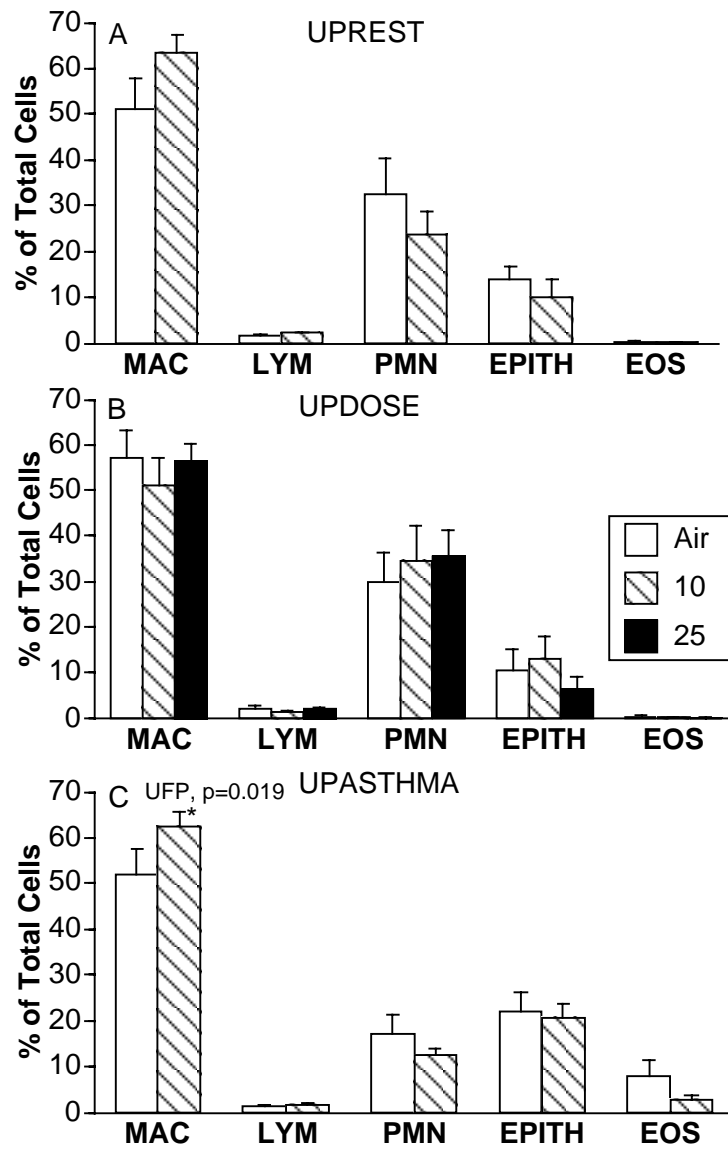 A UPREST
70
60
50
40
30
20
10
0
% of Total Cells
MAC LYM PMN EPITH EOS
B UPDOSE
70
60
50
40
30
20
10
0
% of Total Cells
Air
10
25
MAC LYM PMN EPITH EOS
C UFP, p=0.019 UPASTHMA
*
70
60
50
40
30
20
10
0
% of Total Cells
MAC LYM PMN EPITH EOS